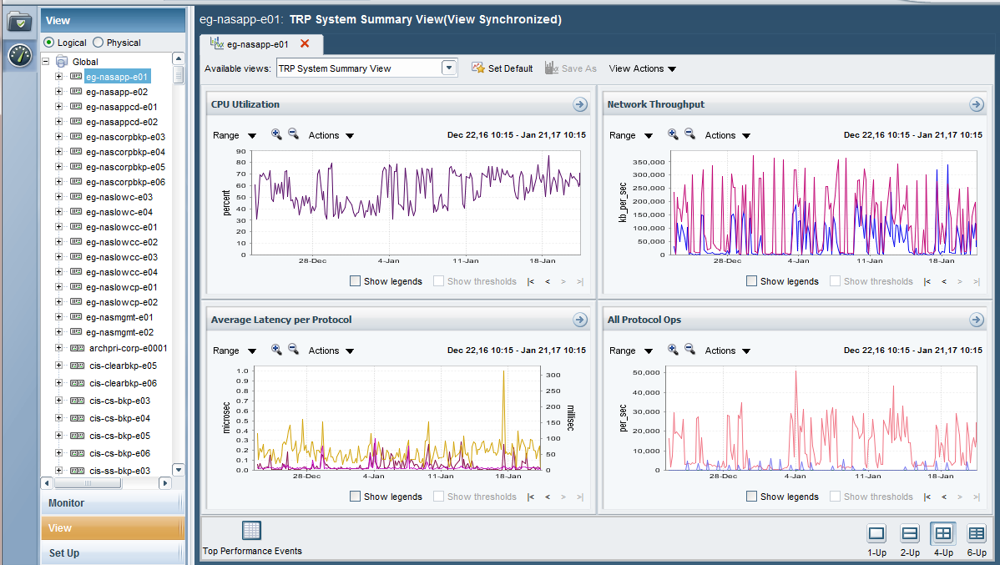 View
Logical Physical
Global
eg-nasapp-e01
eg-nasapp-e02
eg-nasappcd-e01
eg-nasappcd-e02
eg-nascorpbkp-e03
eg-nascorpbkp-e04
eg-nascorpbkp-e05
eg-nascorpbkp-e06
eg-naslowc-e03
eg-naslowc-e04
eg-naslowcc-e01
eg-naslowcc-e02
eg-naslowcc-e03
eg-naslowcc-e04
eg-naslowcp-e01
eg-naslowcp-e02
eg-nasmgmt-e01
eg-nasmgmt-e02
archpri-corp-e0001
cis-clearbkp-e05
cis-clearbkp-e06
cis-cs-bkp-e03
cis-cs-bkp-e04
cis-cs-bkp-e05
cis-cs-bkp-e06
cis-ss-bkp-e03
Monitor
View
Set Up
eg-nasapp-e01: TRP System Summary View(View Synchronized)
eg-nasapp-e01
Available views: TRP System Summary View Set Default Save As View Actions
CPU Utilization
Range Actions Dec 22,16 10:15 - Jan 21,17 10:15
90
80
70
60
50
40
30
20
10
0
percent
28-Dec 4-Jan 11-Jan 18-Jan
Show legends Show thresholds |< < > >|
Network Throughput
Range Actions Dec 22,16 10:15 - Jan 21,17 10:15
350,000
300,000
250,000
200,000
150,000
100,000
50,000
0
kb_per_sec
28-Dec 4-Jan 11-Jan 18-Jan
Show legends Show thresholds |< < > >|
Average Latency per Protocol
Range Actions Dec 22,16 10:15 - Jan 21,17 10:15
1.0
0.9
0.8
0.7
0.6
0.5
0.4
0.3
0.2
0.1
0.0
microsec
300
250
200
150
100
50
0
millisec
28-Dec 4-Jan 11-Jan 18-Jan
Show legends Show thresholds |< < > >|
All Protocol Ops
Range Actions Dec 22,16 10:15 - Jan 21,17 10:15
50,000
40,000
30,000
20,000
10,000
0
per_sec
28-Dec 4-Jan 11-Jan 18-Jan
Show legends Show thresholds |< < > >|
Top Performance Events
1-Up 2-Up 4-Up 6-Up